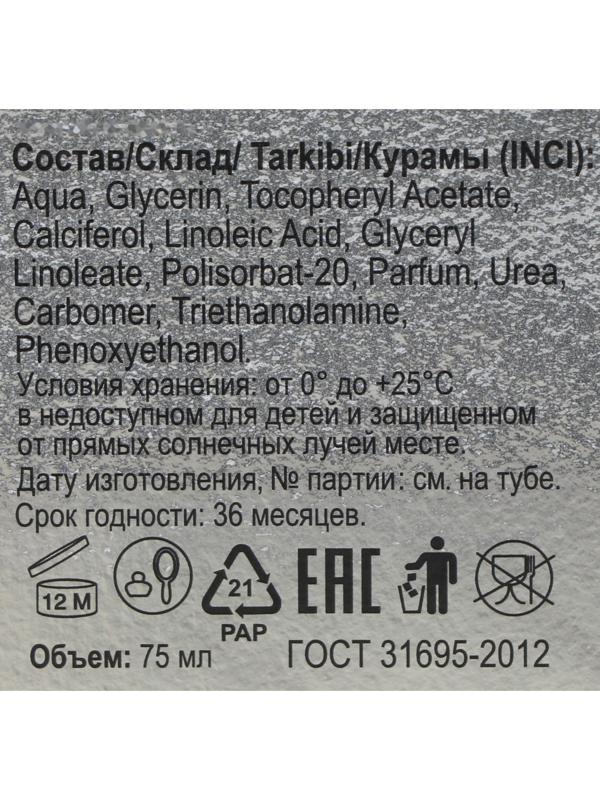 Состав/Склад/ Tarkibi/Курамы (INCI):
Aqua, Glycerin, Tocopheryl Acetate,
Calciferol, Linoleic Acid, Glyceryl
Linoleate, Polisorbat-20, Parfum, Urea,
Carbomer, Triethanolamine,
Phenoxyethanol.
Условия хранения: от 0° до +25°С
в недоступном для детей и защищенном
от прямых солнечных лучей месте.
Дату изготовления, № партии: см. на тубе.
Срок годности: 36 месяцев.
12 M
21
PAP
EAC
Объем: 75 мл
ГОСТ 31695-2012